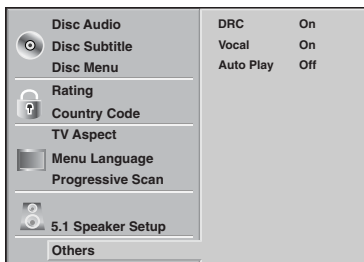 Disc Audio
Disc Subtitle
Disc Menu
Rating
Country Code
TV Aspect
Menu Language
Progressive Scan
5.1 Speaker Setup
Others
DRC On
Vocal On
Auto Play Off